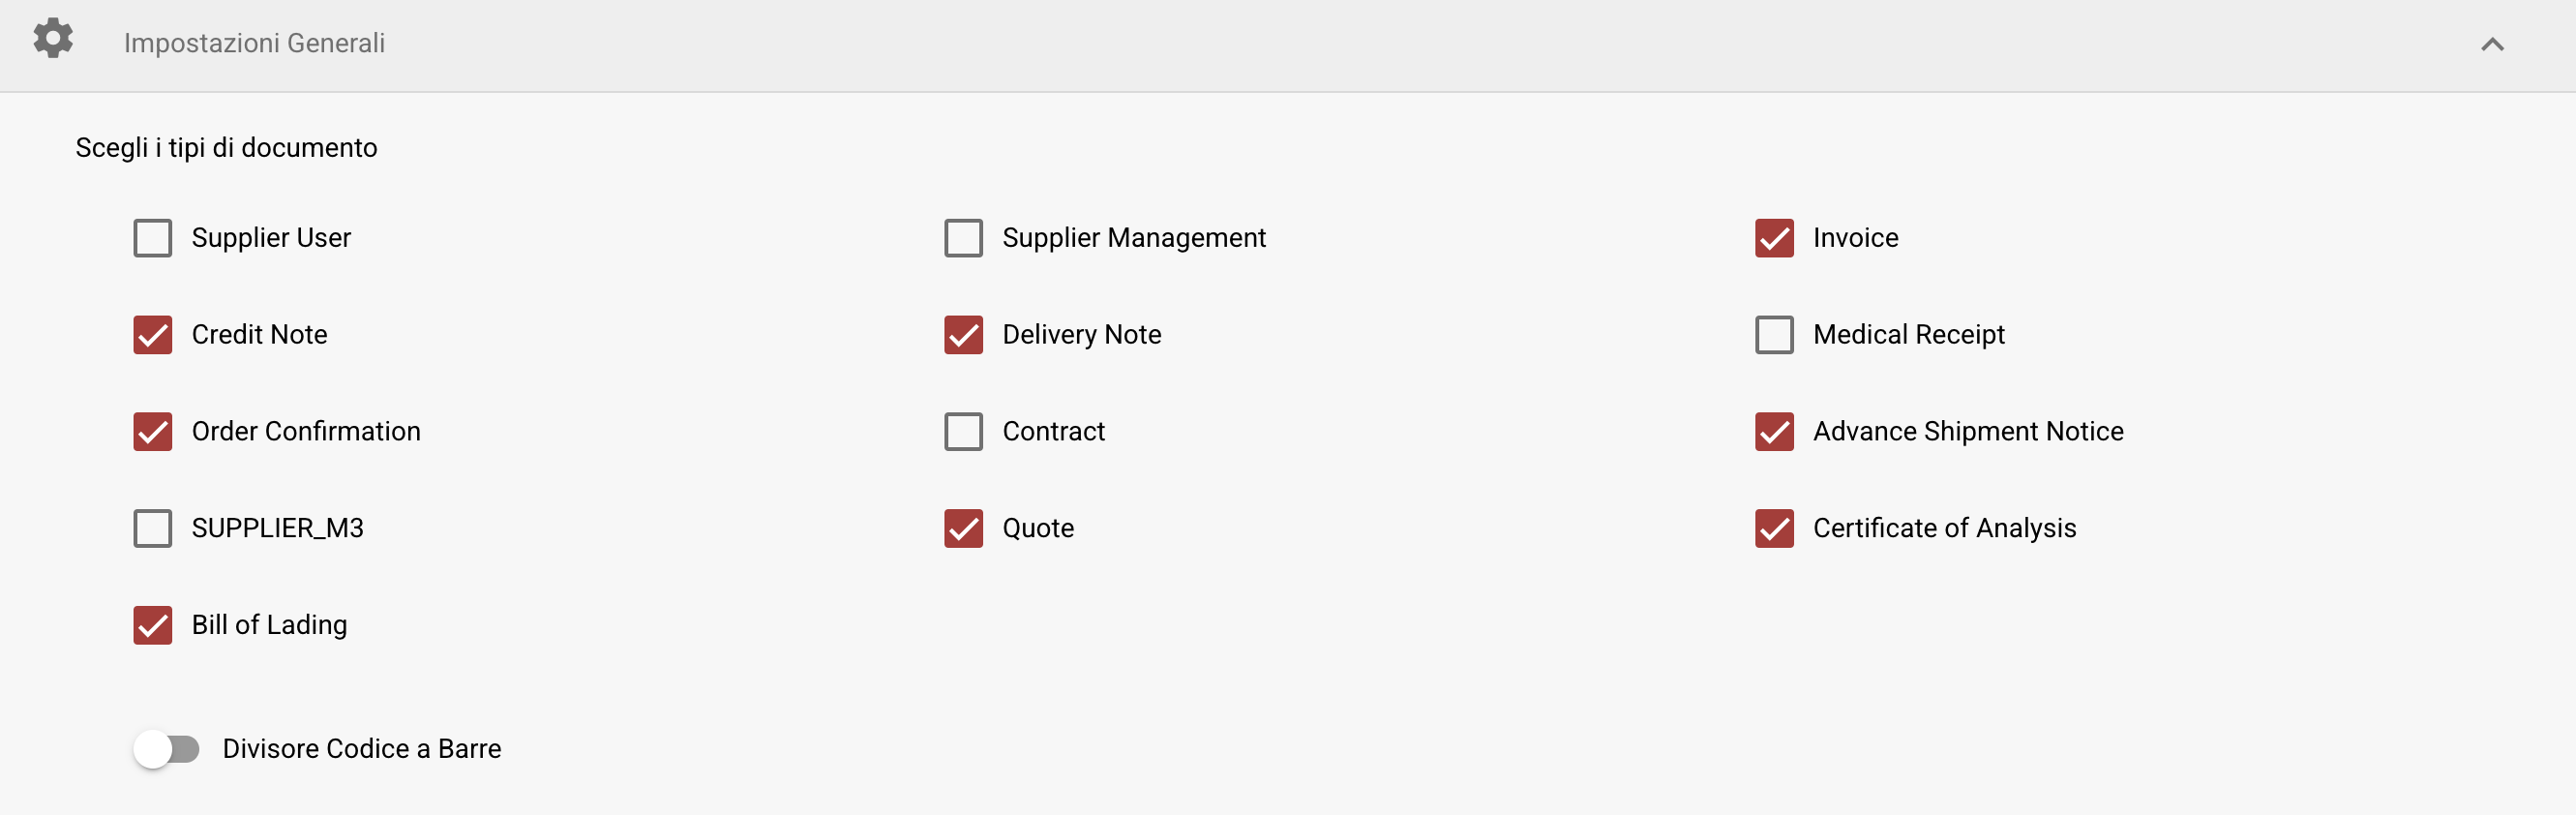 Impostazioni Generali
Scegli i tipi di documento
Supplier User
Supplier Management
Invoice
Credit Note
Delivery Note
Medical Receipt
Order Confirmation
Contract
Advance Shipment Notice
SUPPLIER_M3
Quote
Certificate of Analysis
Bill of Lading
Divisore Codice a Barre